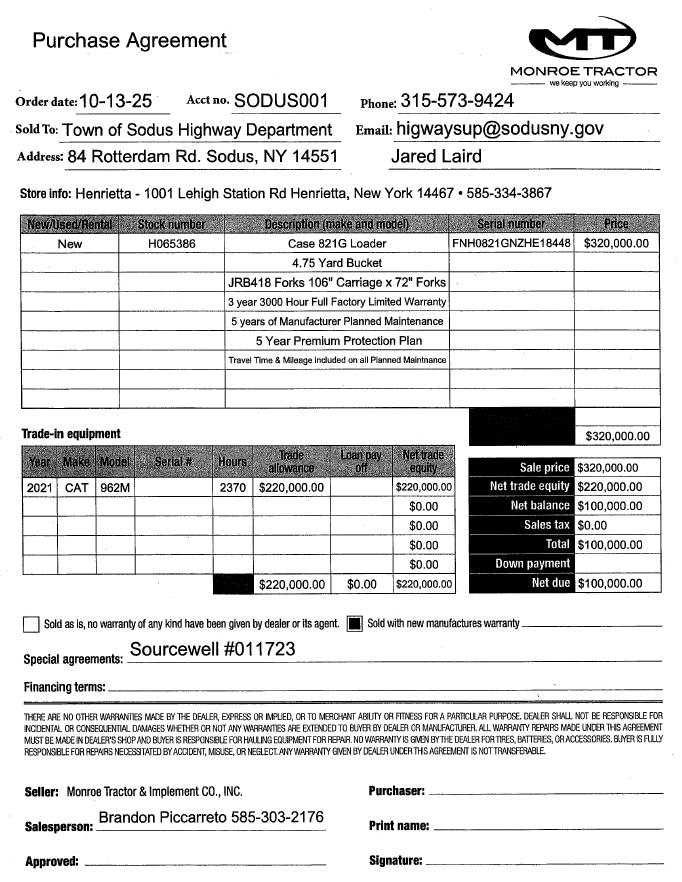 Purchase Agreement
MT
MONROE TRACTOR
we keep you working
Order date: 10-13-25 Acct no. SODUS001 Phone: 315-573-9424
Sold To: Town of Sodus Highway Department Email: higwaysup@sodusny.gov
Address: 84 Rotterdam Rd. Sodus, NY 14551 Jared Laird
Store info: Henrietta - 1001 Lehigh Station Rd Henrietta, New York 14467 • 585-334-3867
New/Used/Rental Stock number Description (make and model) Serial number Price
New H065386 Case 821G Loader FNH0821GNZHE18448 $320,000.00
4.75 Yard Bucket
JRB418 Forks 106" Carriage x 72" Forks
3 year 3000 Hour Full Factory Limited Warranty
5 years of Manufacturer Planned Maintenance
5 Year Premium Protection Plan
Travel Time & Mileage included on all Planned Maintnance
$320,000.00
Trade-in equipment
Year Make Model Serial # Hours Trade allowance Loan pay off Net trade equity
2021 CAT 962M 2370 $220,000.00 $220,000.00
$0.00
$0.00
$0.00
$0.00
$220,000.00 $0.00 $220,000.00
Sale price $320,000.00
Net trade equity $220,000.00
Net balance $100,000.00
Sales tax $0.00
Total $100,000.00
Down payment
Net due $100,000.00
Sold as is, no warranty of any kind have been given by dealer or its agent. Sold with new manufactures warranty
Special agreements: Sourcewell #011723
Financing terms:
THERE ARE NO OTHER WARRANTIES MADE BY THE DEALER, EXPRESS OR IMPLIED, OR TO MERCHANT ABILITY OR FITNESS FOR A PARTICULAR PURPOSE. DEALER SHALL NOT BE RESPONSIBLE FOR
INCIDENTAL OR CONSEQUENTIAL DAMAGES WHETHER OR NOT ANY WARRANTIES ARE EXTENDED TO BUYER BY DEALER OR MANUFACTURER. ALL WARRANTY REPAIRS MADE UNDER THIS AGREEMENT
MUST BE MADE IN DEALER'S SHOP AND BUYER IS RESPONSIBLE FOR HAULING EQUIPMENT FOR REPAIR. NO WARRANTY IS GIVEN BY THE DEALER FOR TIRES, BATTERIES, OR ACCESSORIES. BUYER IS FULLY
RESPONSIBLE FOR REPAIRS NECESSITATED BY ACCIDENT, MISUSE, OR NEGLECT. ANY WARRANTY GIVEN BY DEALER UNDER THIS AGREEMENT IS NOT TRANSFERABLE.
Seller: Monroe Tractor & Implement CO., INC. Purchaser:
Salesperson: Brandon Piccarreto 585-303-2176 Print name:
Approved: Signature: